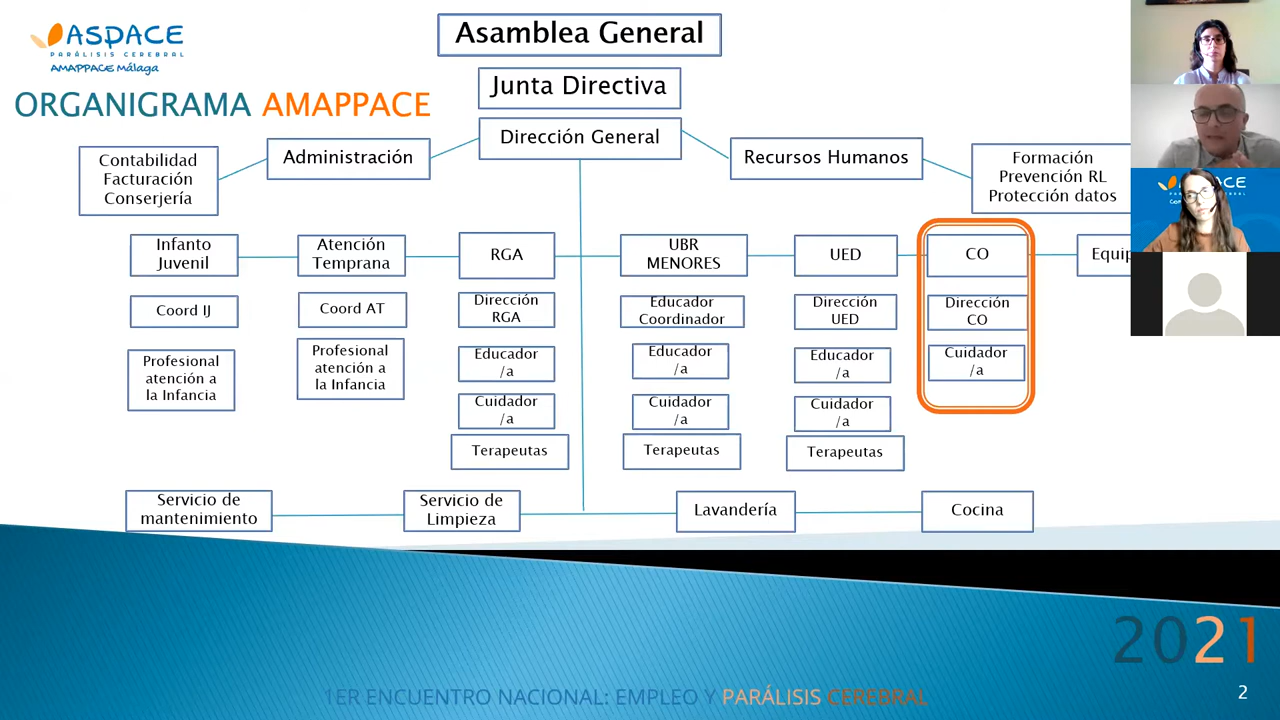 ASPACE
PARÁLISIS CEREBRAL
AMAPPACE Málaga
ORGANIGRAMA AMAPPACE
Asamblea General
Junta Directiva
Dirección General
Administración
Contabilidad
Facturación
Conserjería
Recursos Humanos
Formación
Prevención RL
Protección datos
Infanto
Juvenil
Atención
Temprana
RGA
UBR
MENORES
UED
CO
Coord IJ
Coord AT
Dirección
RGA
Educador
Coordinador
Dirección
UED
Dirección
CO
Profesional
atención a
la Infancia
Profesional
atención a
la Infancia
Educador
/a
Educador
/a
Educador
/a
Cuidador
/a
Cuidador
/a
Cuidador
/a
Cuidador
/a
Terapeutas
Terapeutas
Terapeutas
Servicio de
mantenimiento
Servicio de
Limpieza
Lavandería
Cocina
2021
1ER ENCUENTRO NACIONAL: EMPLEO Y PARÁLISIS CEREBRAL
2